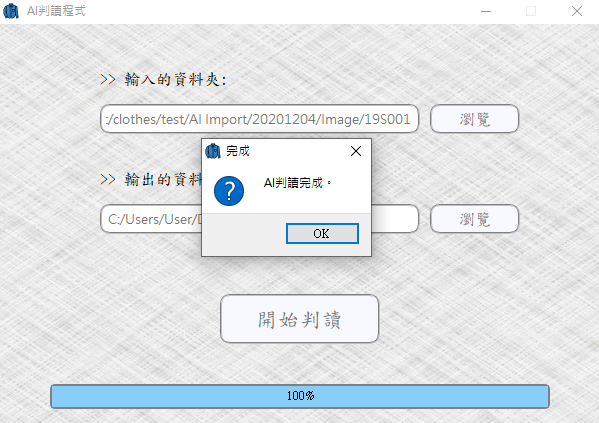 AI判讀程式
>> 輸入的資料夾:
:/clothes/test/AI Import/20201204/Image/19S001
瀏覽
完成
AI判讀完成。
OK
>> 輸出的資料
C:/Users/User/
瀏覽
開始判讀
100%